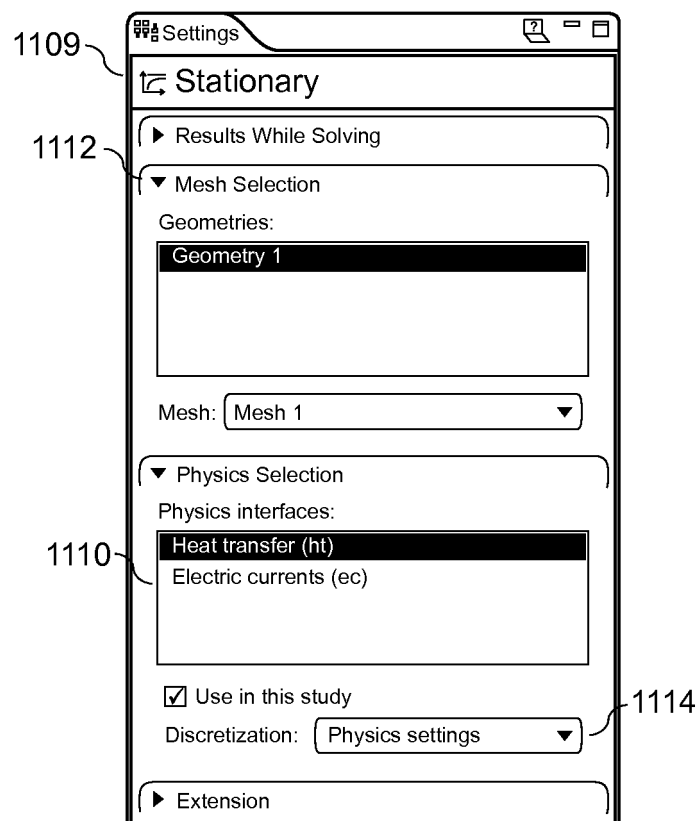 Settings
?
1109
Stationary
Results While Solving
1112
Mesh Selection
Geometries:
Geometry 1
Mesh: Mesh 1
Physics Selection
Physics interfaces:
Heat transfer (ht)
1110
Electric currents (ec)
Use in this study
1114
Discretization: Physics settings
Extension